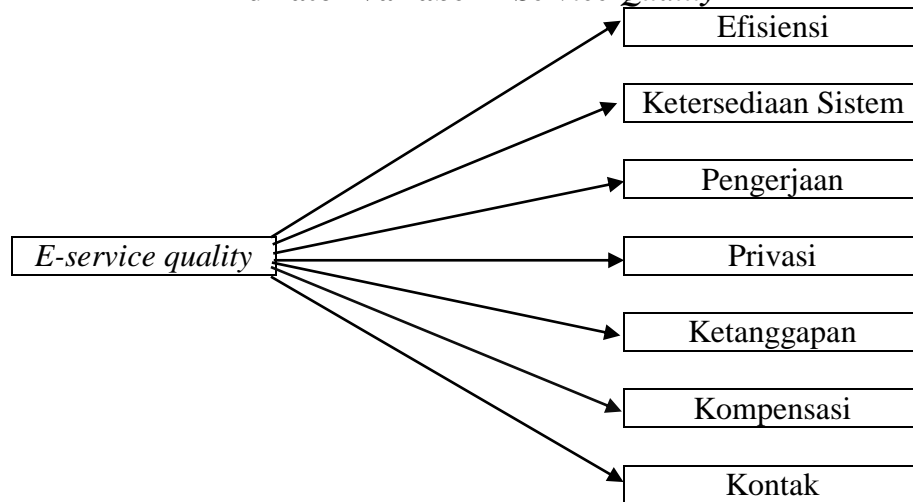 Efisiensi
Ketersediaan Sistem
Pengerjaan
E-service quality
Privasi
Ketanggapan
Kompensasi
Kontak